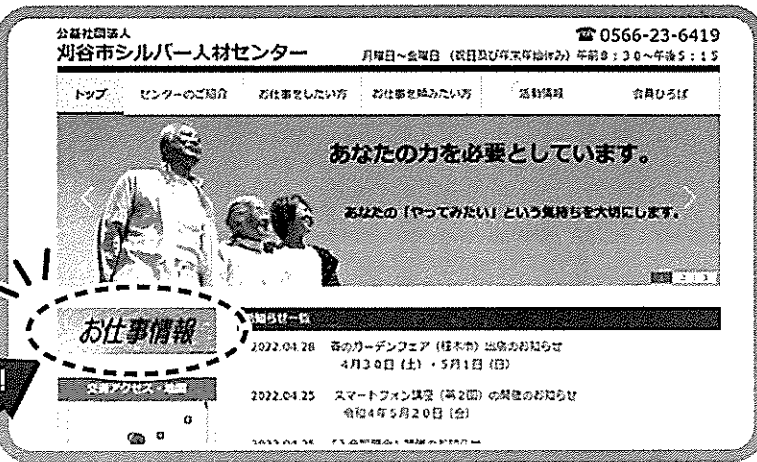 公益社団法人
刈谷市シルバー人材センター
☎ 0566-23-6419
月曜日～金曜日 (祝日及び年末年始休み) 午前8:30～午後5:15
トップ
センターのご紹介
お仕事をしたい方
お仕事を頼みたい方
活動情報
会員ひろば
あなたの力を必要としています。
あなたの「やってみたい」という気持ちを大切にします。
1 2 3
お仕事情報
お知らせ一覧
2022.04.28 春のガーデンフェア (植木市) 出店のお知らせ
4月30日 (土) ・5月1日 (日)
交通アクセス・地図
2022.04.25 スマートフォン講習 (第2回) の開催のお知らせ
令和4年5月20日 (金)